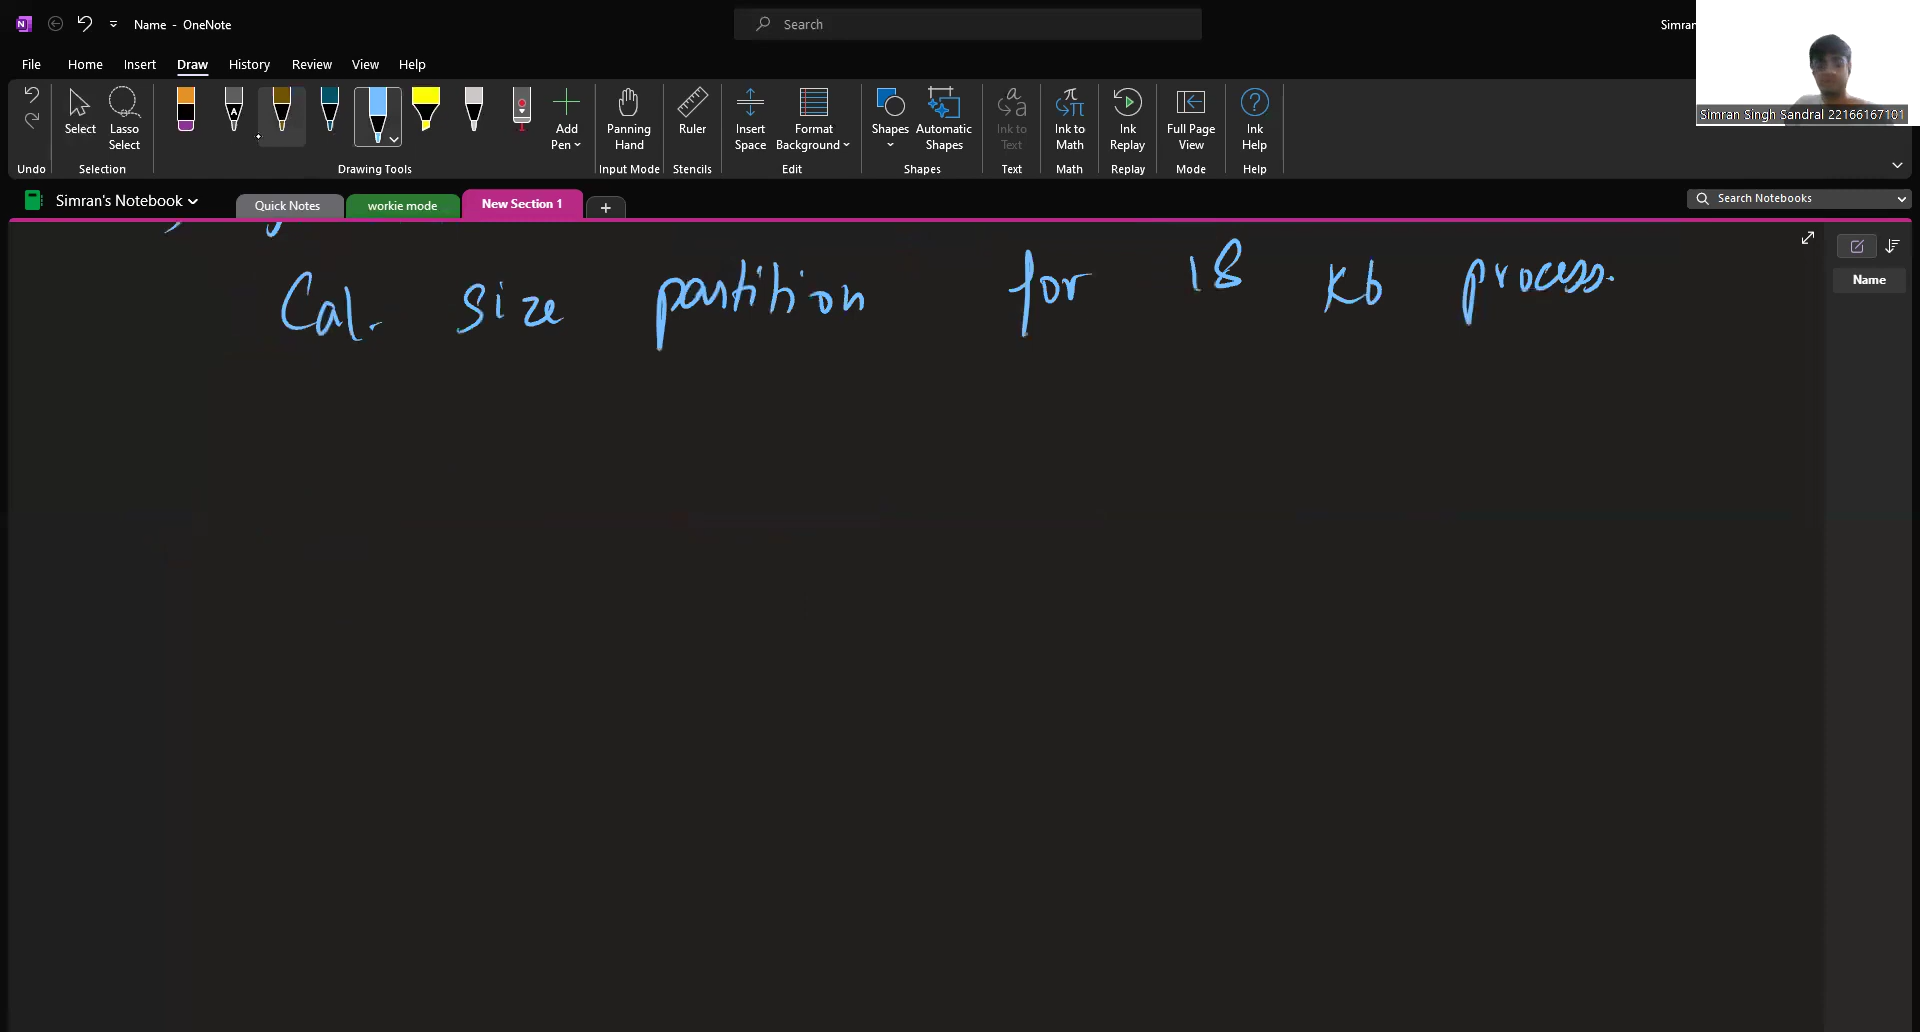 Name - OneNote
Search
Simran
File Home Insert Draw History Review View Help
Select
Lasso Select
Add Pen
Panning Hand
Ruler
Insert Space
Format Background
Shapes
Automatic Shapes
Ink to Text
Ink to Math
Ink Replay
Full Page View
Ink Help
Undo Selection Drawing Tools Input Mode Stencils Edit Shapes Text Math Replay Mode Help
Simran Singh Sandral 22166167101
Simran's Notebook
Quick Notes
workie mode
New Section 1
Search Notebooks
Name
Cal. size partition for 18 Kb process.